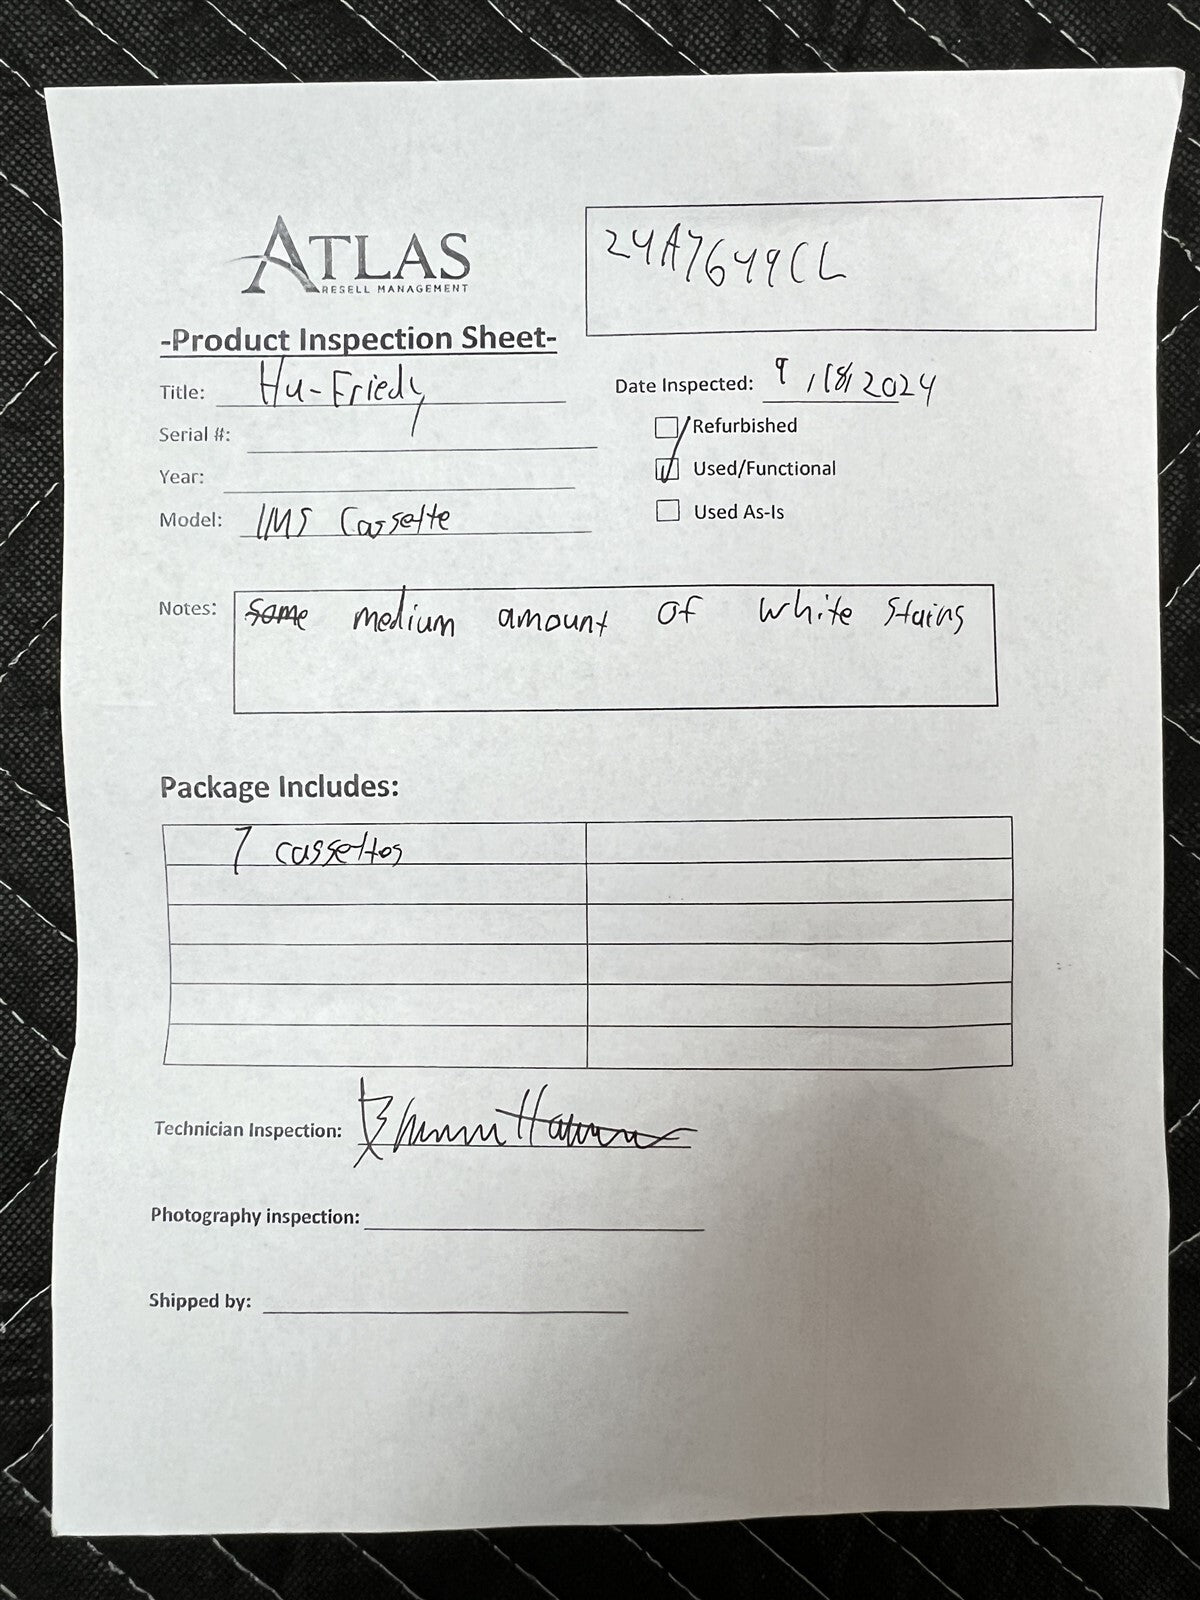 ATLAS
RESELL MANAGEMENT
24A7649CL
-Product Inspection Sheet-
Title: Hu-Friedy
Date Inspected: 9/18/2024
Serial #:
Refurbished
Year:
Used/Functional
Model: IMS Cassette
Used As-Is
Notes: some medium amount of white stains
Package Includes:
7 cassettes
Technician Inspection:
Photography inspection:
Shipped by: